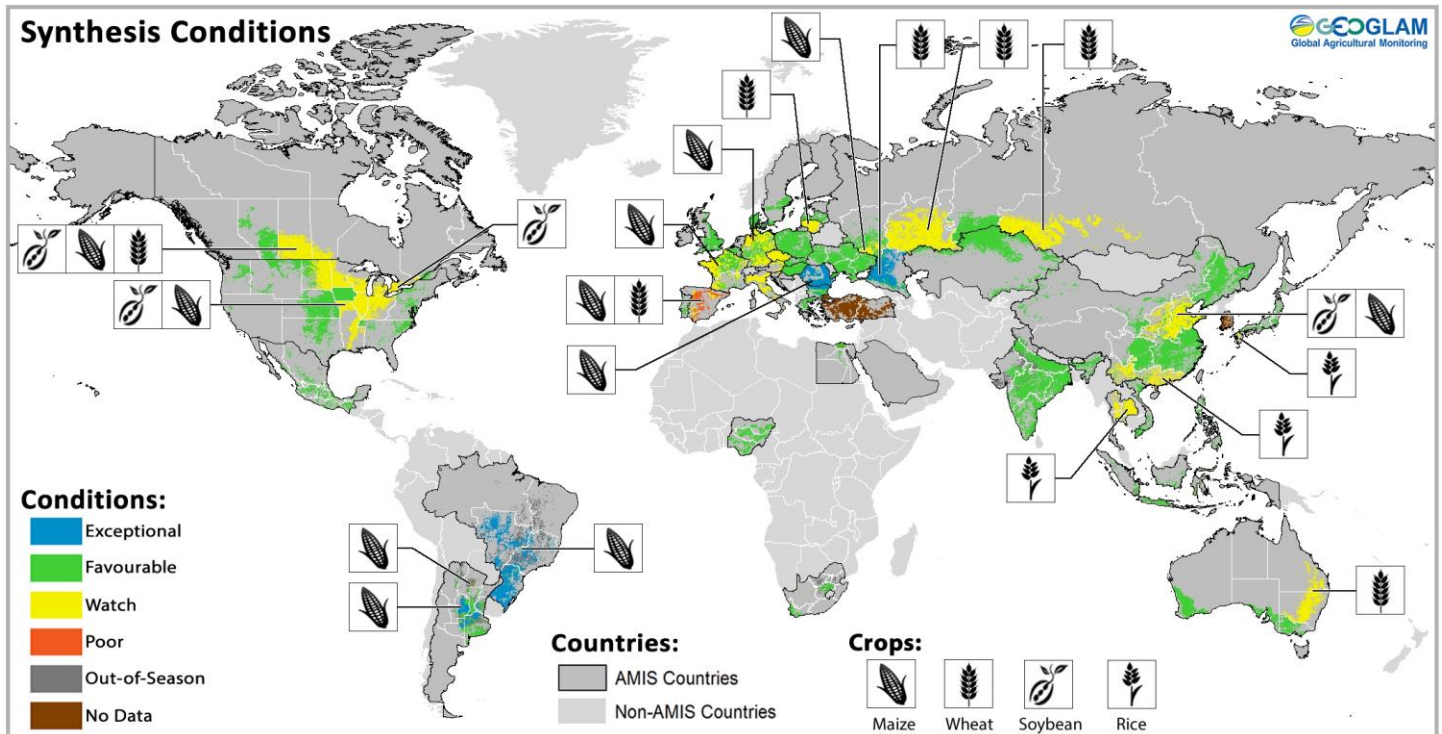 Synthesis Conditions
GEOGLAM
Global Agricultural Monitoring
Conditions:
Exceptional
Favourable
Watch
Poor
Out-of-Season
No Data
Countries:
AMIS Countries
Non-AMIS Countries
Crops:
Maize
Wheat
Soybean
Rice